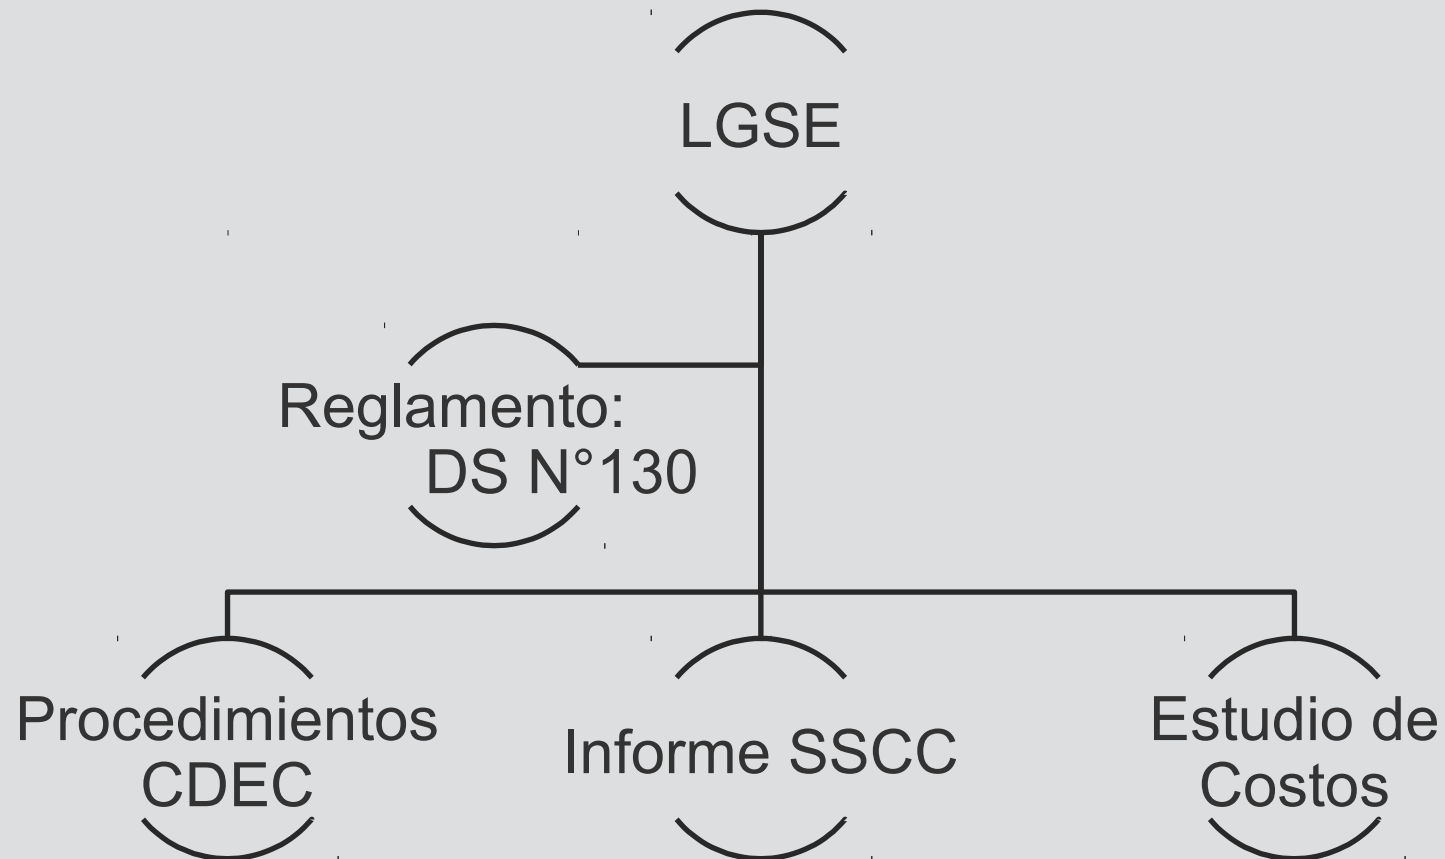 LGSE
Reglamento:
DS N°130
Procedimientos
CDEC
Informe SSCC
Estudio de
Costos